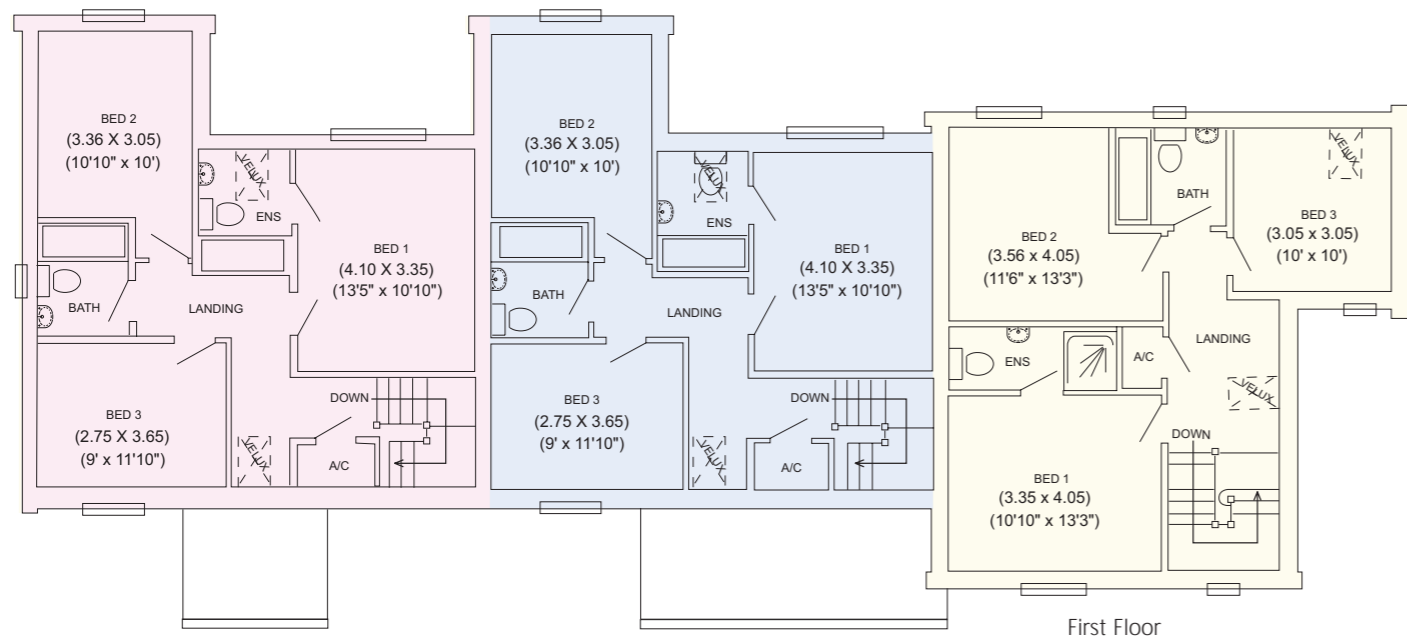 BED 2
(3.36 X 3.05)
(10'10" x 10')
VELUX
ENS
BED 1
(4.10 X 3.35)
(13'5" x 10'10")
BATH
LANDING
BED 3
(2.75 X 3.65)
(9' x 11'10")
DOWN
VELUX
A/C
BED 2
(3.36 X 3.05)
(10'10" x 10')
VELUX
ENS
BED 1
(4.10 X 3.35)
(13'5" x 10'10")
BATH
LANDING
BED 3
(2.75 X 3.65)
(9' x 11'10")
DOWN
VELUX
A/C
BED 2
(3.56 x 4.05)
(11'6" x 13'3")
BATH
VELUX
BED 3
(3.05 x 3.05)
(10' x 10')
ENS
A/C
LANDING
VELUX
DOWN
BED 1
(3.35 x 4.05)
(10'10" x 13'3")
First Floor